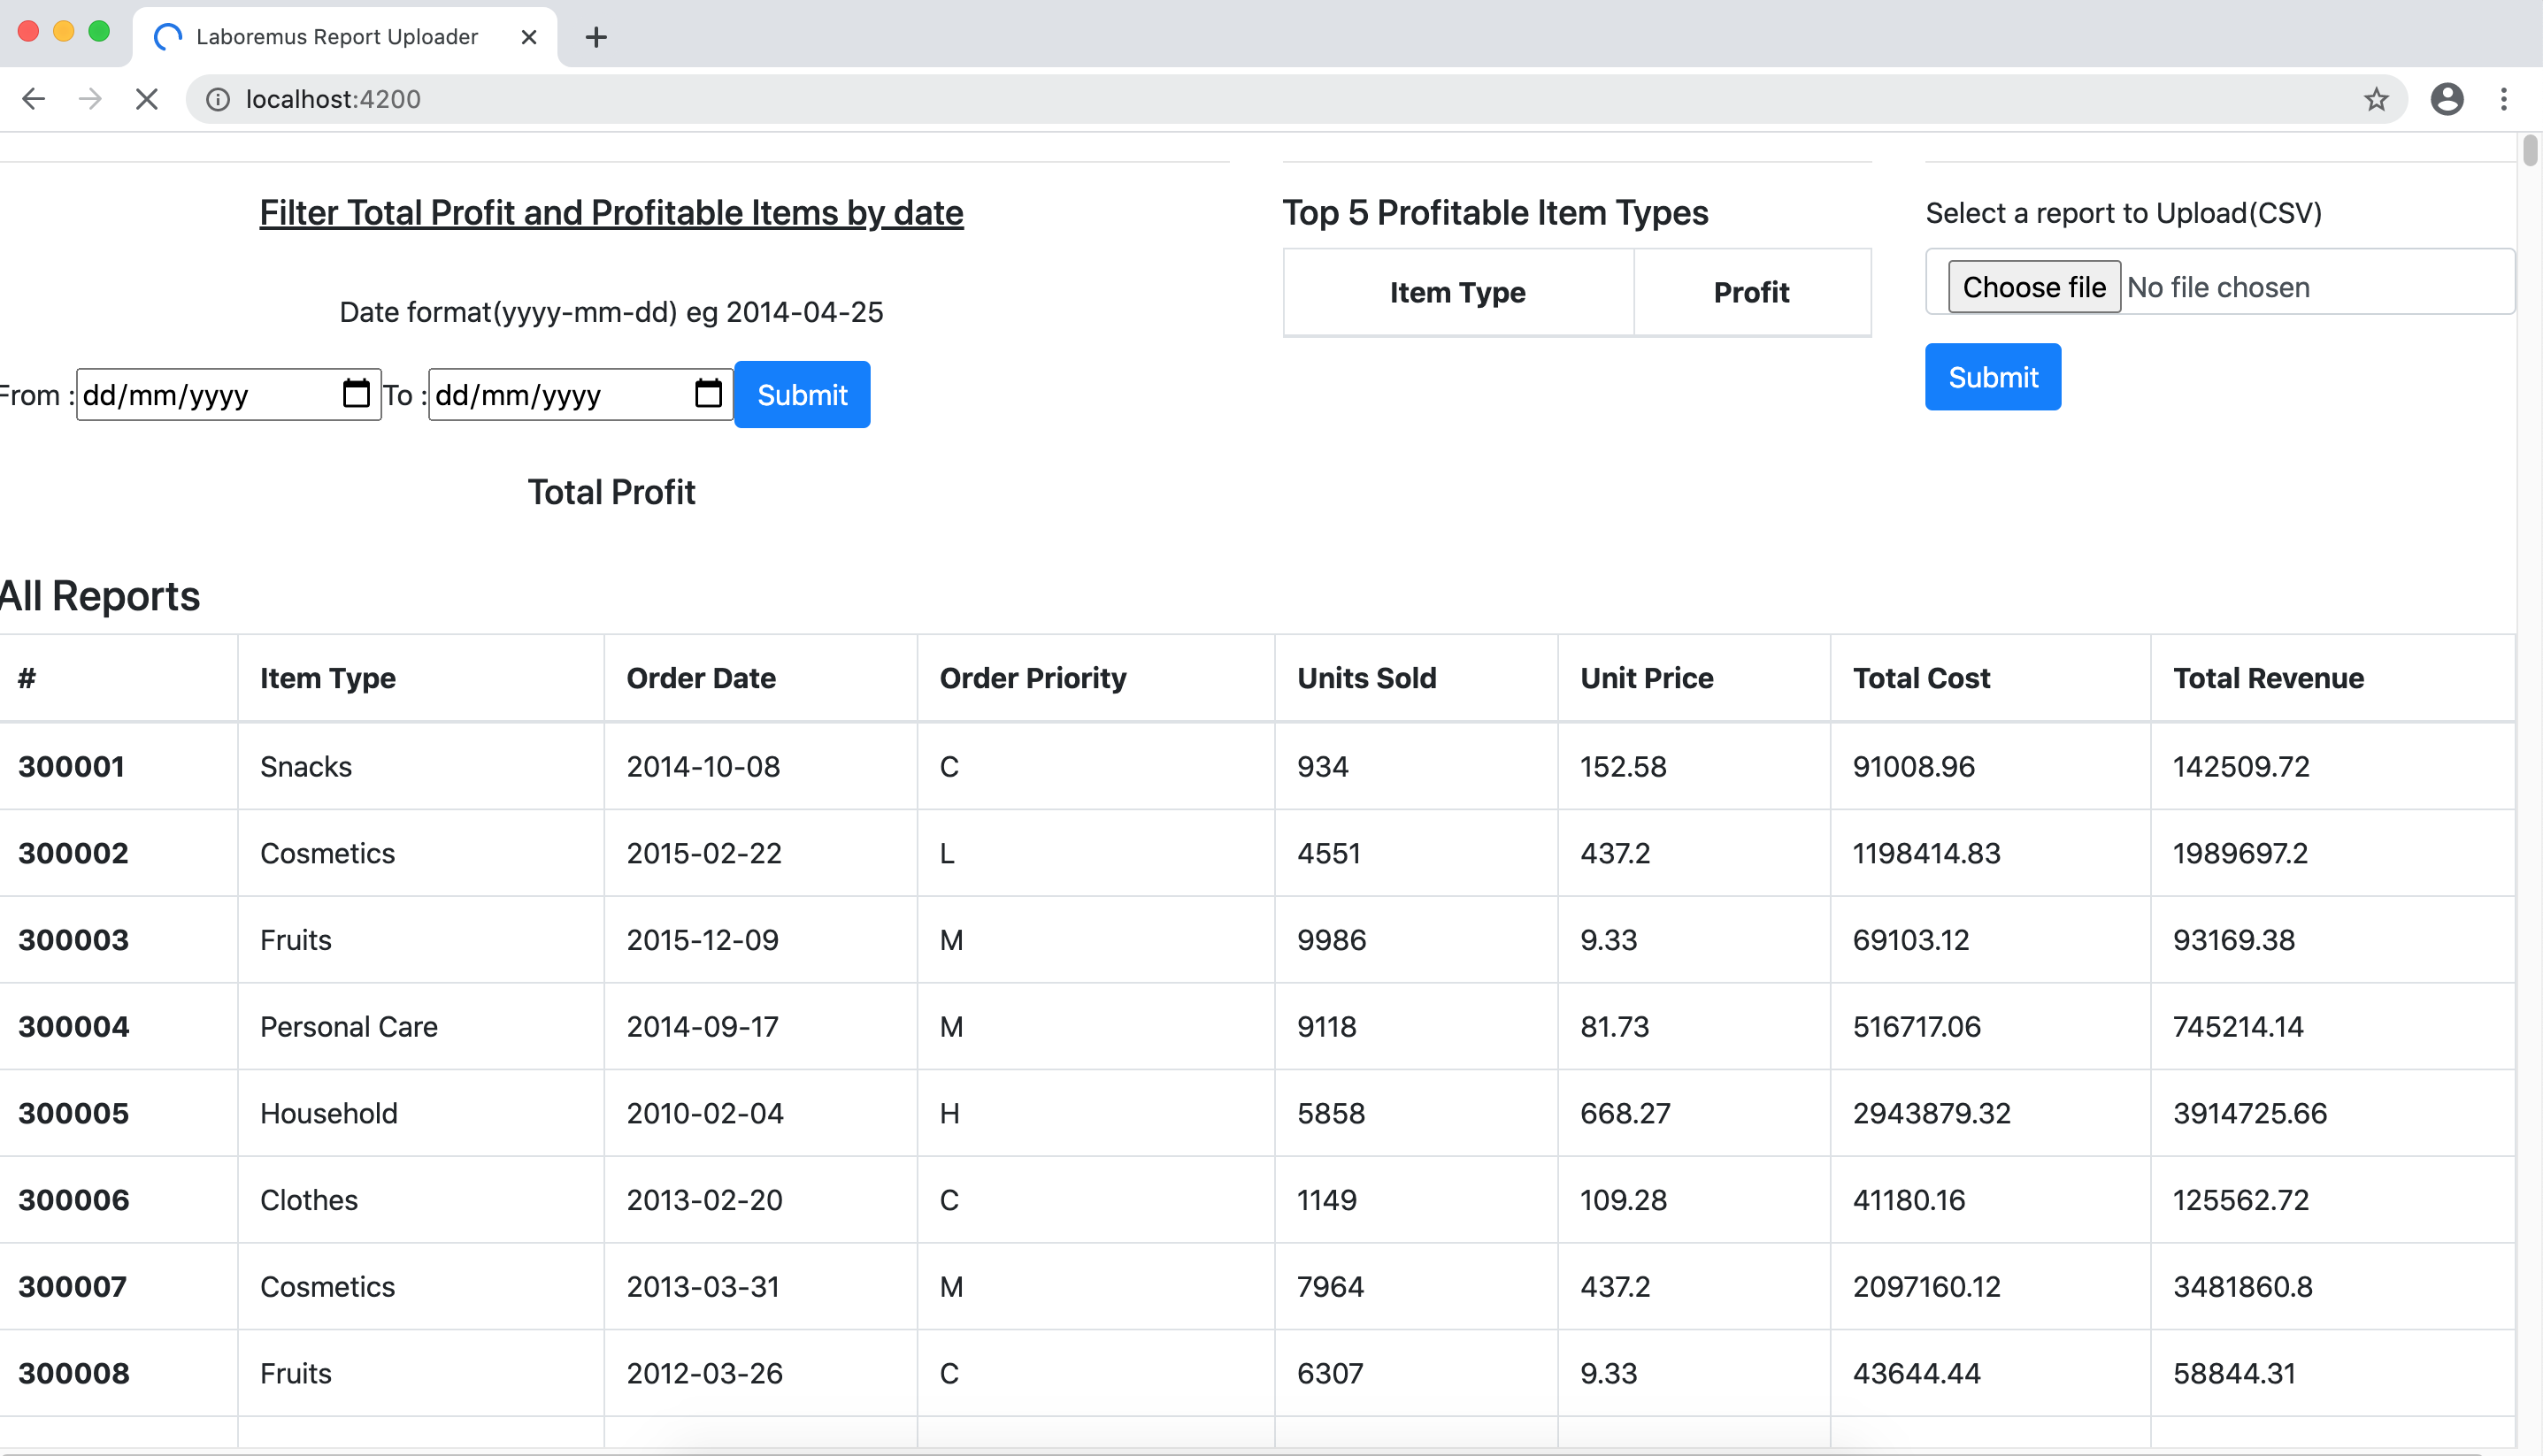 Laboremus Report Uploader
localhost:4200
Filter Total Profit and Profitable Items by date
Date format(yyyy-mm-dd) eg 2014-04-25
From : dd/mm/yyyy To : dd/mm/yyyy Submit
Total Profit
Top 5 Profitable Item Types
Item Type Profit
Select a report to Upload(CSV)
Choose file No file chosen
Submit
All Reports
# Item Type Order Date Order Priority Units Sold Unit Price Total Cost Total Revenue
300001 Snacks 2014-10-08 C 934 152.58 91008.96 142509.72
300002 Cosmetics 2015-02-22 L 4551 437.2 1198414.83 1989697.2
300003 Fruits 2015-12-09 M 9986 9.33 69103.12 93169.38
300004 Personal Care 2014-09-17 M 9118 81.73 516717.06 745214.14
300005 Household 2010-02-04 H 5858 668.27 2943879.32 3914725.66
300006 Clothes 2013-02-20 C 1149 109.28 41180.16 125562.72
300007 Cosmetics 2013-03-31 M 7964 437.2 2097160.12 3481860.8
300008 Fruits 2012-03-26 C 6307 9.33 43644.44 58844.31